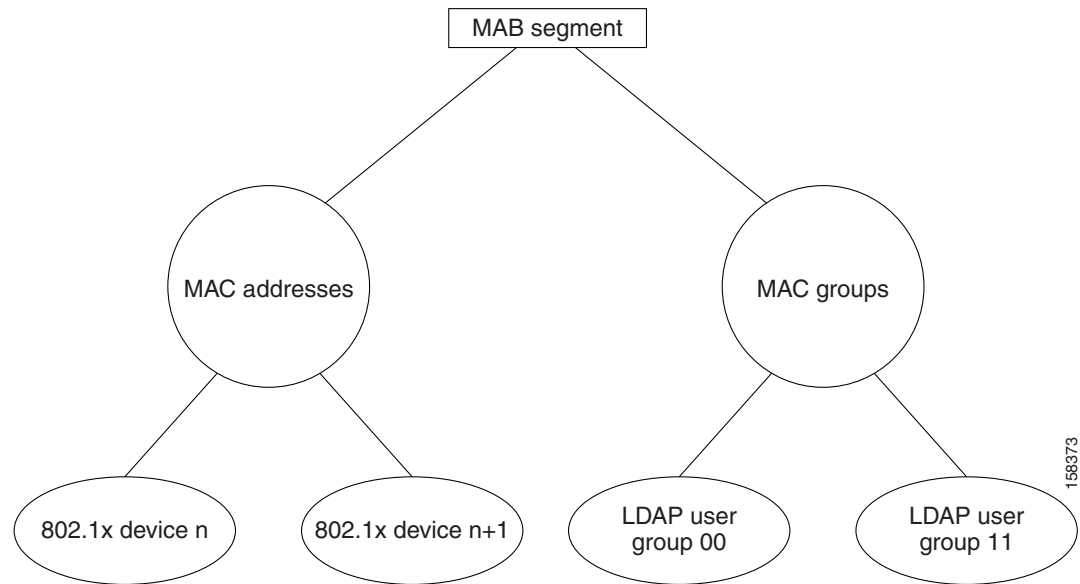 MAB segment
MAC addresses
MAC groups
802.1x device n
802.1x device n+1
LDAP user
group 00
LDAP user
group 11
158373